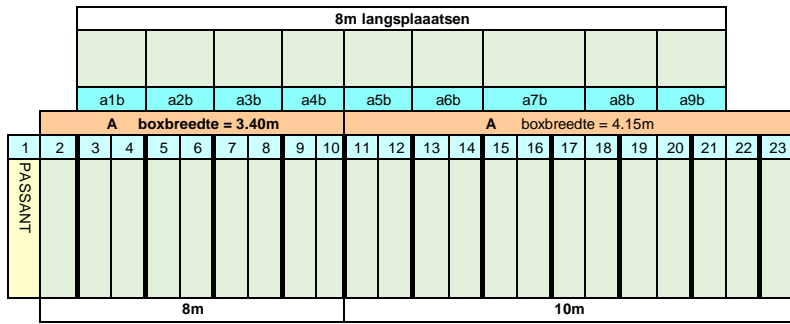 8m langsplaaatsen
a1b a2b a3b a4b a5b a6b a7b a8b a9b
A boxbreedte = 3.40m A boxbreedte = 4.15m
1 2 3 4 5 6 7 8 9 10 11 12 13 14 15 16 17 18 19 20 21 22 23
PASSANT
8m 10m